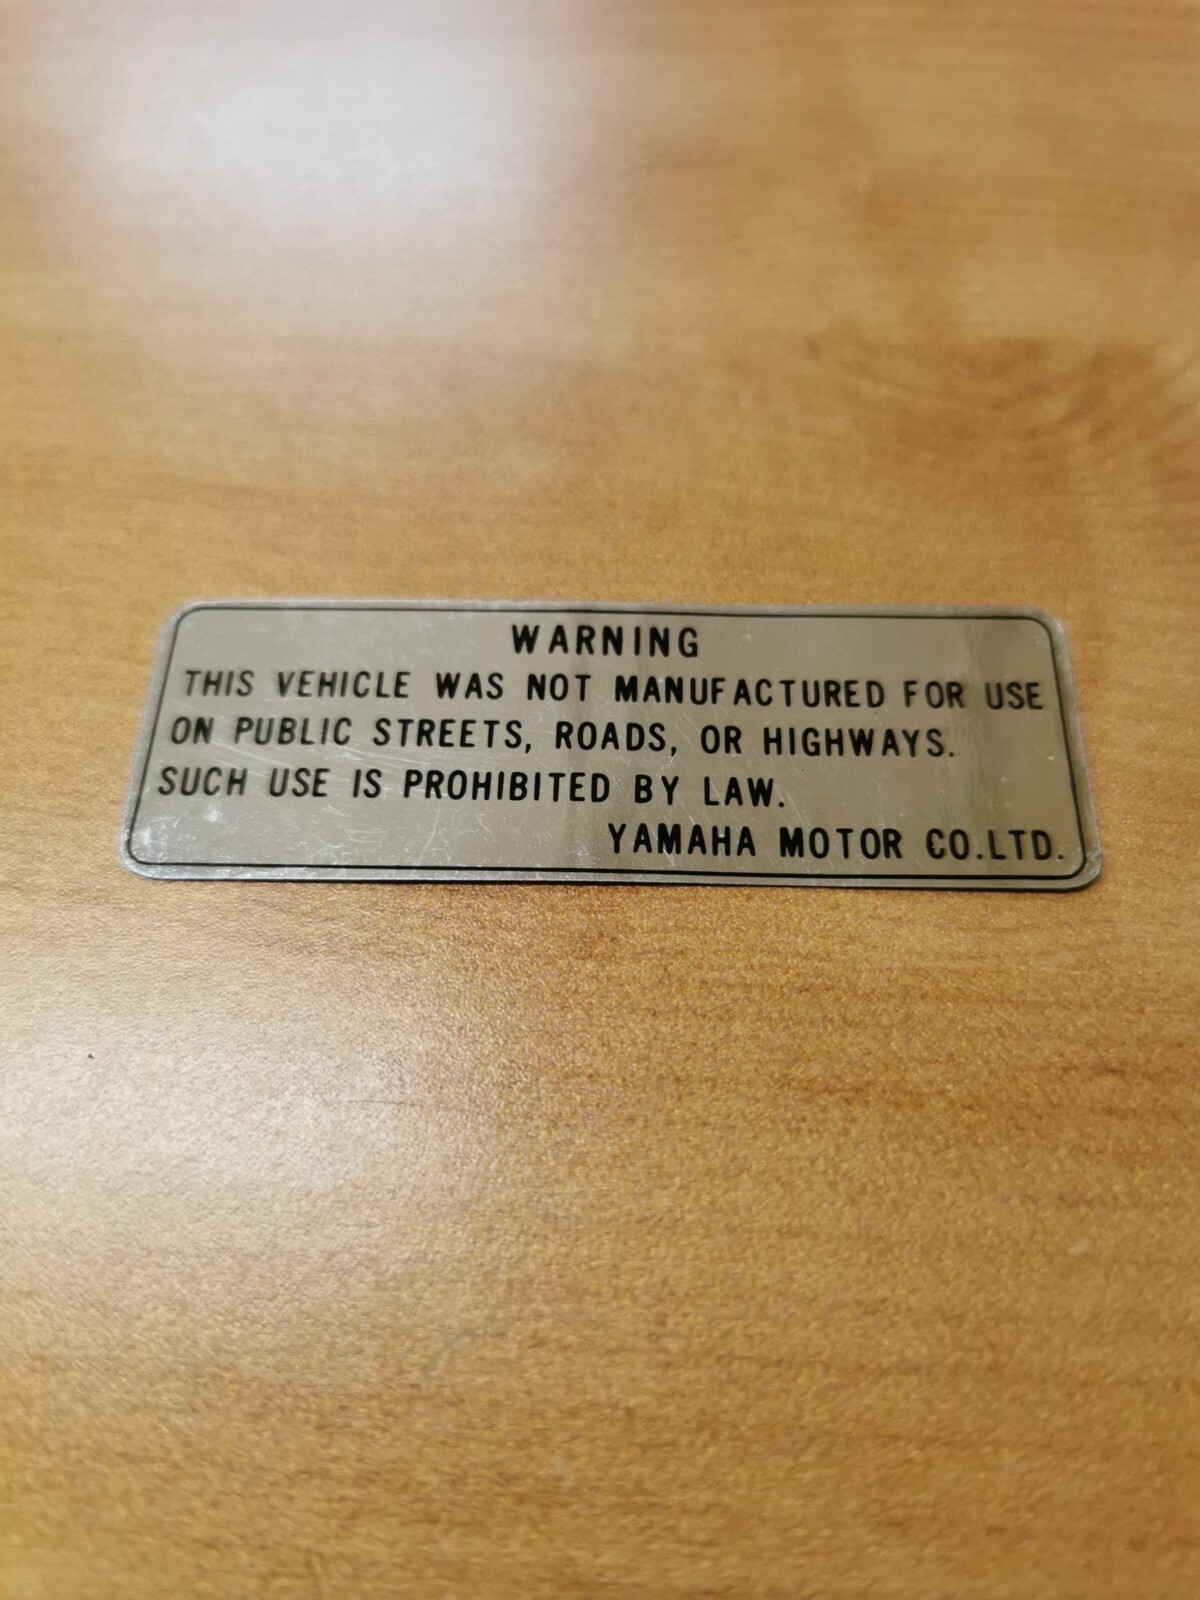 WARNING
THIS VEHICLE WAS NOT MANUFACTURED FOR USE
ON PUBLIC STREETS, ROADS, OR HIGHWAYS.
SUCH USE IS PROHIBITED BY LAW.
YAMAHA MOTOR CO.LTD.